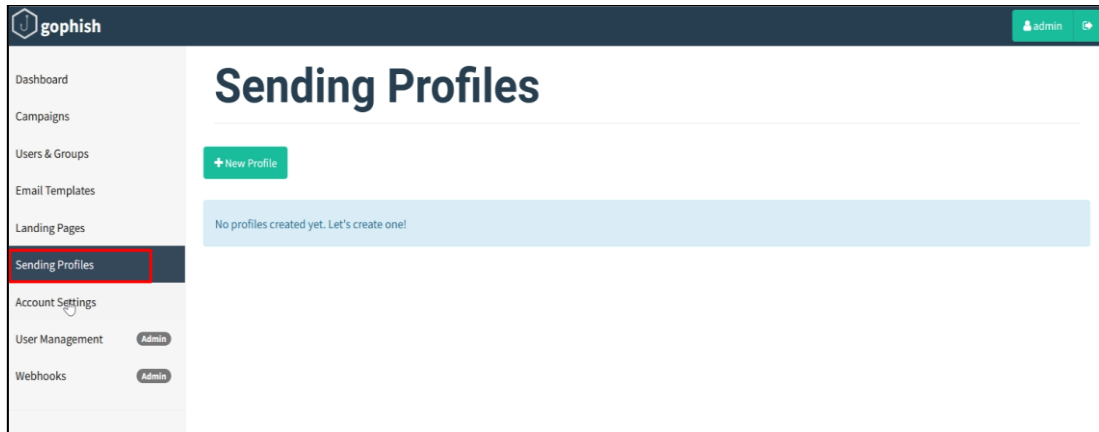 gophish
admin
Dashboard
Campaigns
Users & Groups
Email Templates
Landing Pages
Sending Profiles
Account Settings
User Management Admin
Webhooks Admin
Sending Profiles
New Profile
No profiles created yet. Let's create one!